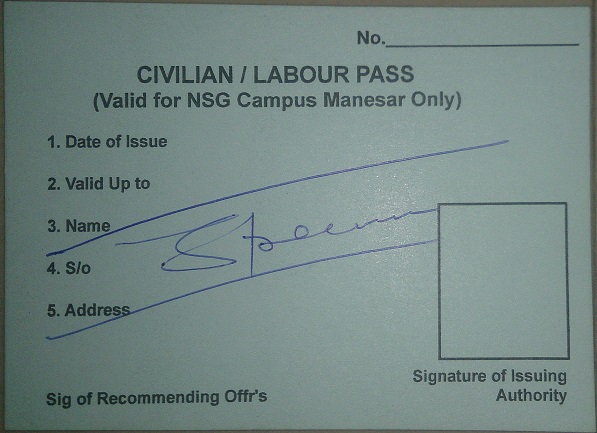 No.
CIVILIAN / LABOUR PASS
(Valid for NSG Campus Manesar Only)
1. Date of Issue
2. Valid Up to
3. Name
4. S/o
5. Address
Specimen
Signature of Issuing
Authority
Sig of Recommending Offr's